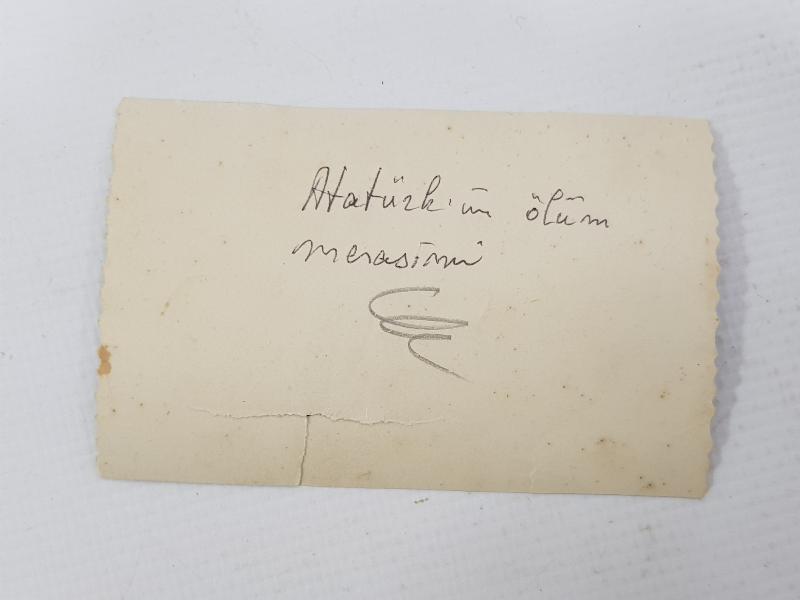 Atatürk'ün ölüm
merasimi